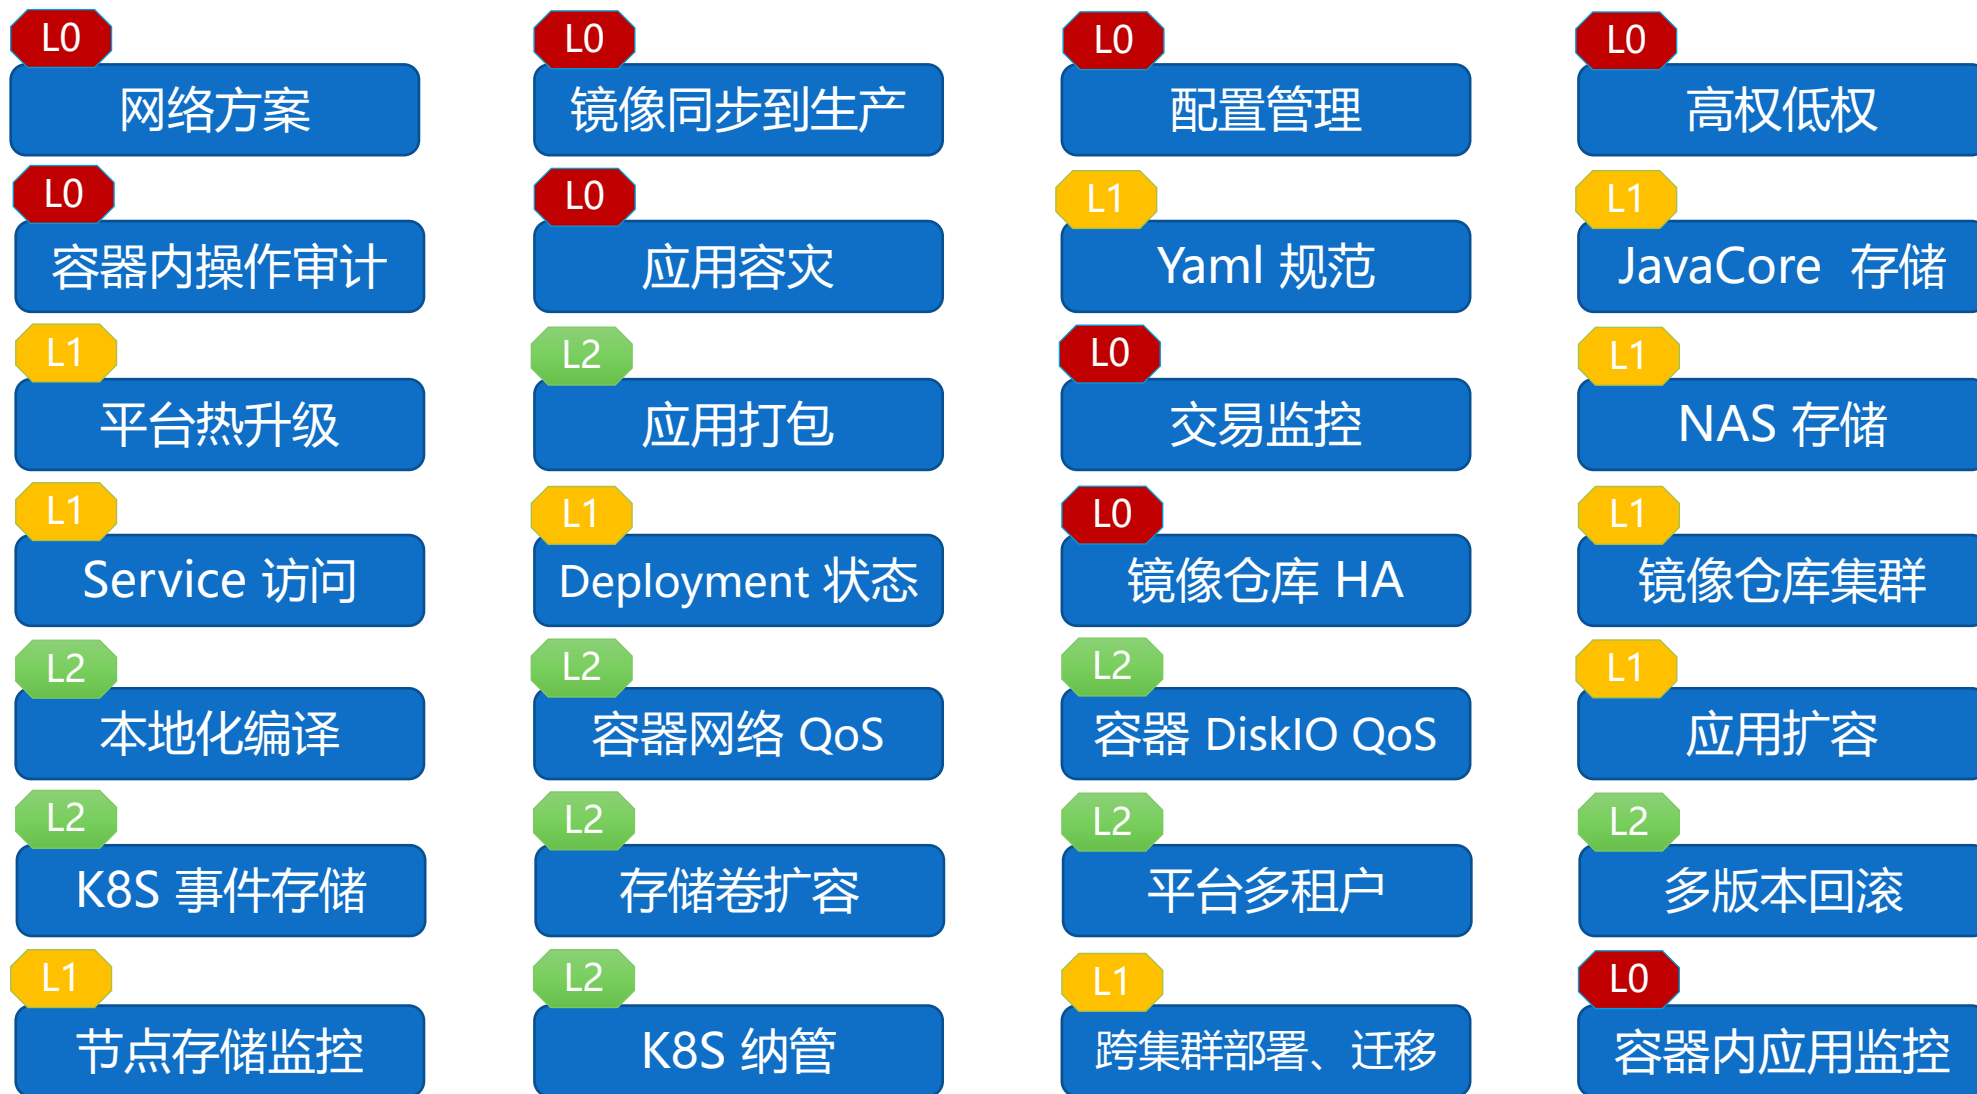 L0
网络方案
L0
镜像同步到生产
L0
配置管理
L0
高权低权
L0
容器内操作审计
L0
应用容灾
L1
Yaml 规范
L1
JavaCore 存储
L1
平台热升级
L2
应用打包
L0
交易监控
L1
NAS 存储
L1
Service 访问
L1
Deployment 状态
L0
镜像仓库 HA
L1
镜像仓库集群
L2
本地化编译
L2
容器网络 QoS
L2
容器 DiskIO QoS
L1
应用扩容
L2
K8S 事件存储
L2
存储卷扩容
L2
平台多租户
L2
多版本回滚
L1
节点存储监控
L2
K8S 纳管
L1
跨集群部署、迁移
L0
容器内应用监控